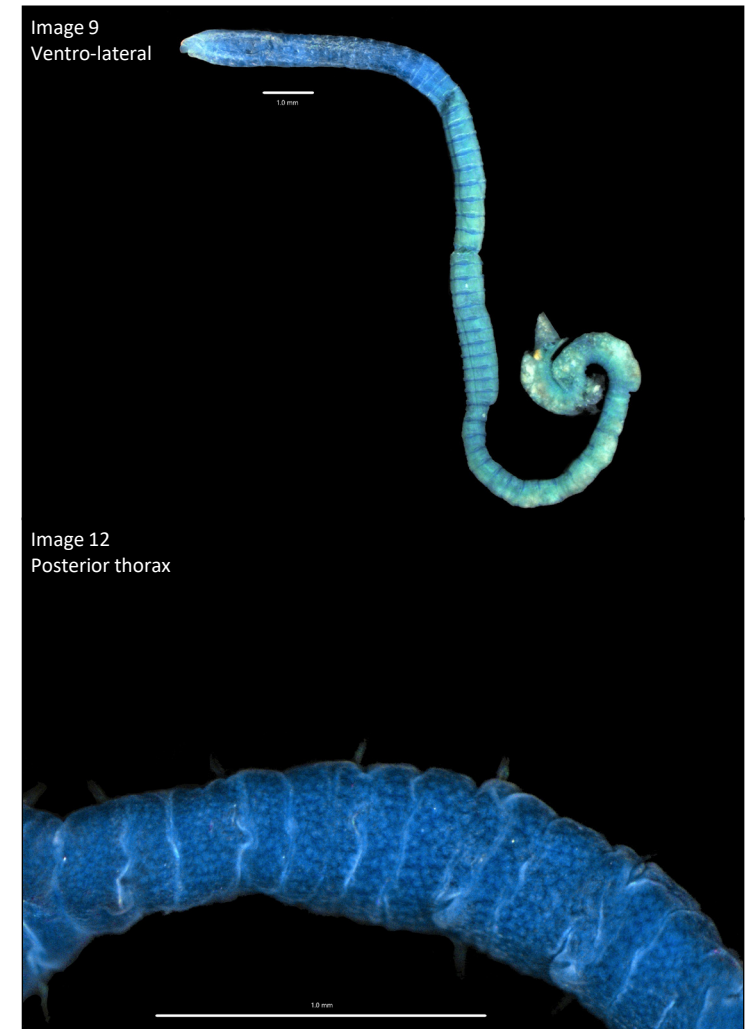 Image 9
Ventro-lateral
1.0 mm
Image 12
Posterior thorax
1.0 mm